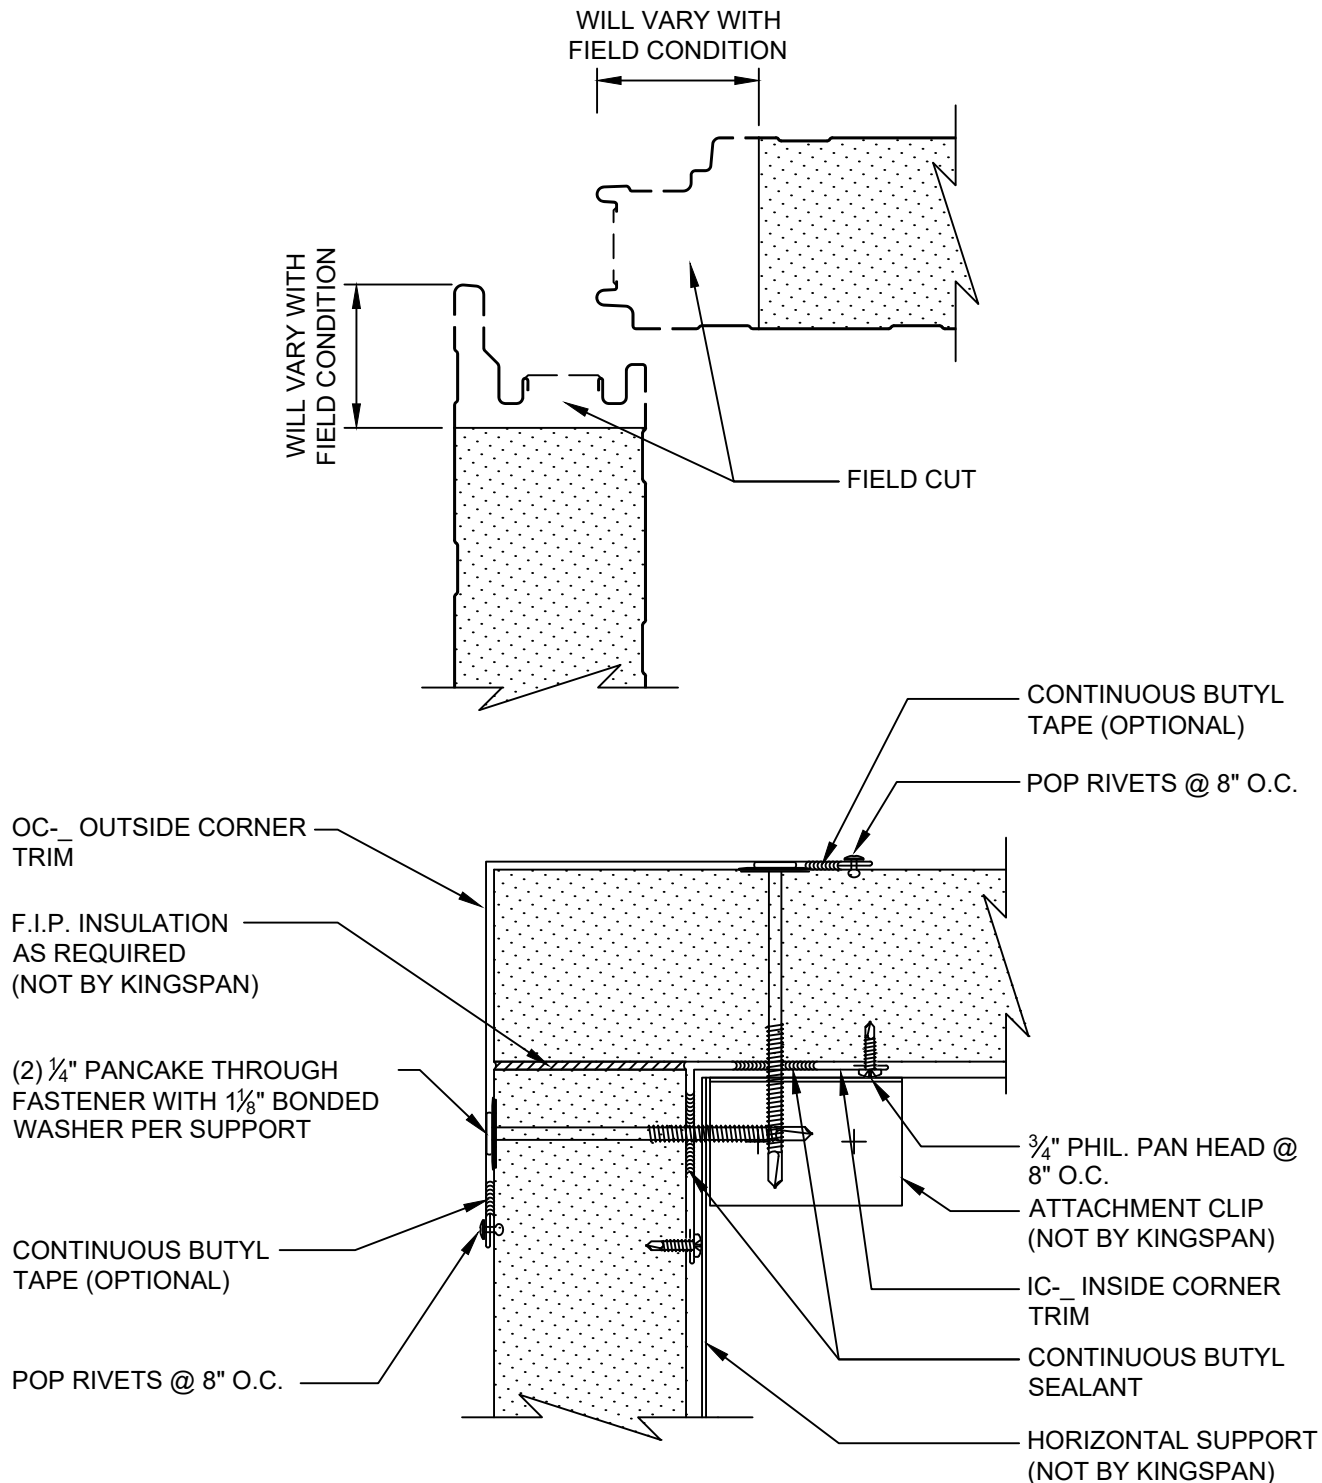 WILL VARY WITH
FIELD CONDITION
WILL VARY WITH
FIELD CONDITION
FIELD CUT
CONTINUOUS BUTYL
TAPE (OPTIONAL)
POP RIVETS @ 8" O.C.
OC-_ OUTSIDE CORNER
TRIM
F.I.P. INSULATION
AS REQUIRED
(NOT BY KINGSPAN)
(2) ¼" PANCAKE THROUGH
FASTENER WITH 1⅛" BONDED
WASHER PER SUPPORT
CONTINUOUS BUTYL
TAPE (OPTIONAL)
POP RIVETS @ 8" O.C.
¾" PHIL. PAN HEAD @
8" O.C.
ATTACHMENT CLIP
(NOT BY KINGSPAN)
IC-_ INSIDE CORNER
TRIM
CONTINUOUS BUTYL
SEALANT
HORIZONTAL SUPPORT
(NOT BY KINGSPAN)